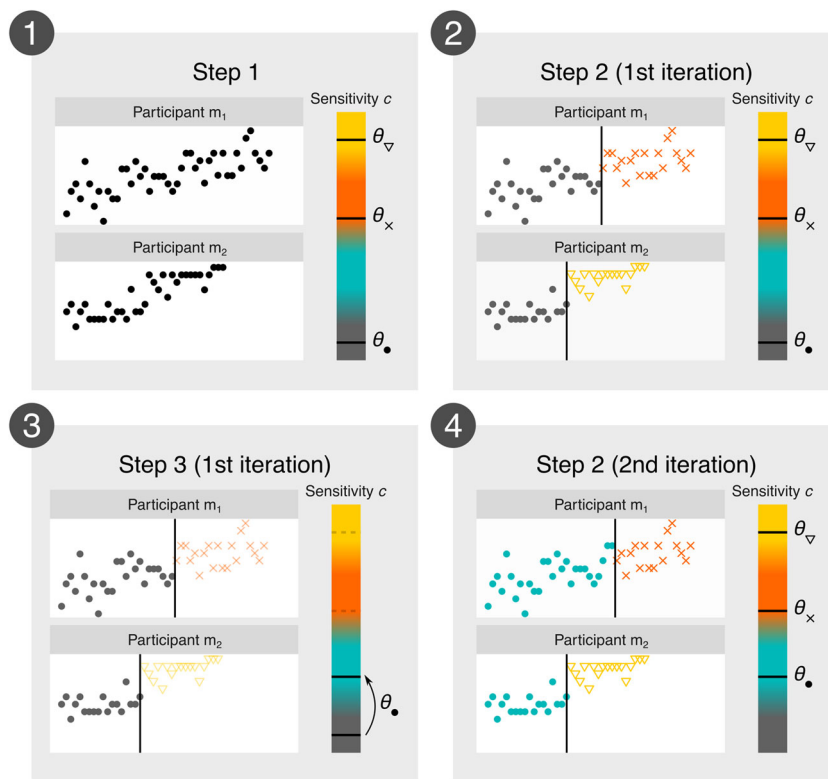 1
Step 1
Sensitivity c
Participant m₁
Participant m₂
θ▽
θ×
θ●
2
Step 2 (1st iteration)
Sensitivity c
Participant m₁
Participant m₂
θ▽
θ×
θ●
3
Step 3 (1st iteration)
Sensitivity c
Participant m₁
Participant m₂
θ●
4
Step 2 (2nd iteration)
Sensitivity c
Participant m₁
Participant m₂
θ▽
θ×
θ●